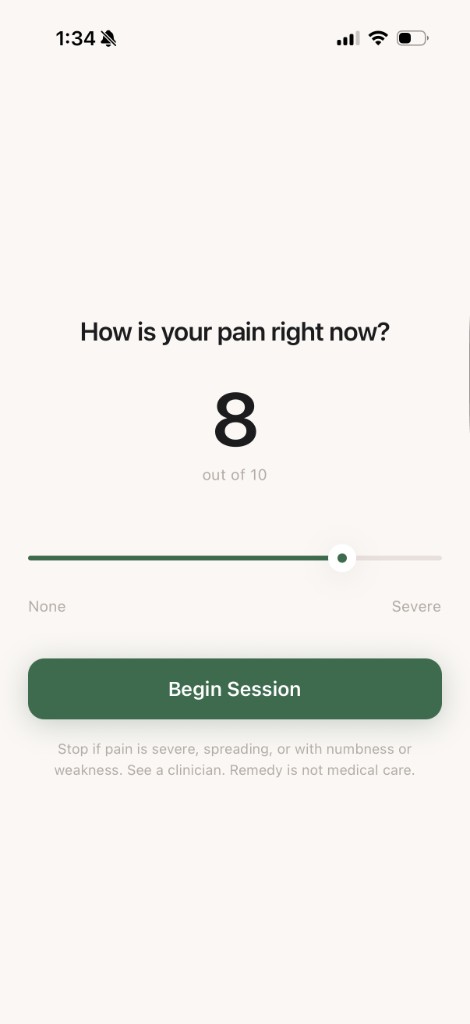 1:34
How is your pain right now?
8
out of 10
None Severe
Begin Session
Stop if pain is severe, spreading, or with numbness or
weakness. See a clinician. Remedy is not medical care.